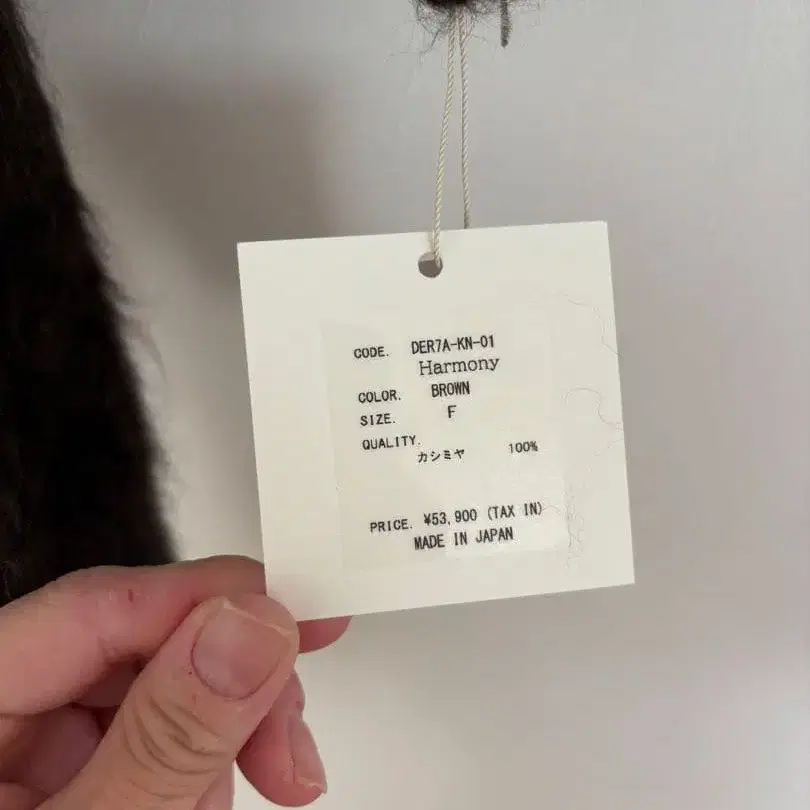 CODE. DER7A-KN-01
Harmony
COLOR. BROWN
SIZE. F
QUALITY.
カシミヤ 100%
PRICE. ¥53,900 (TAX IN)
MADE IN JAPAN